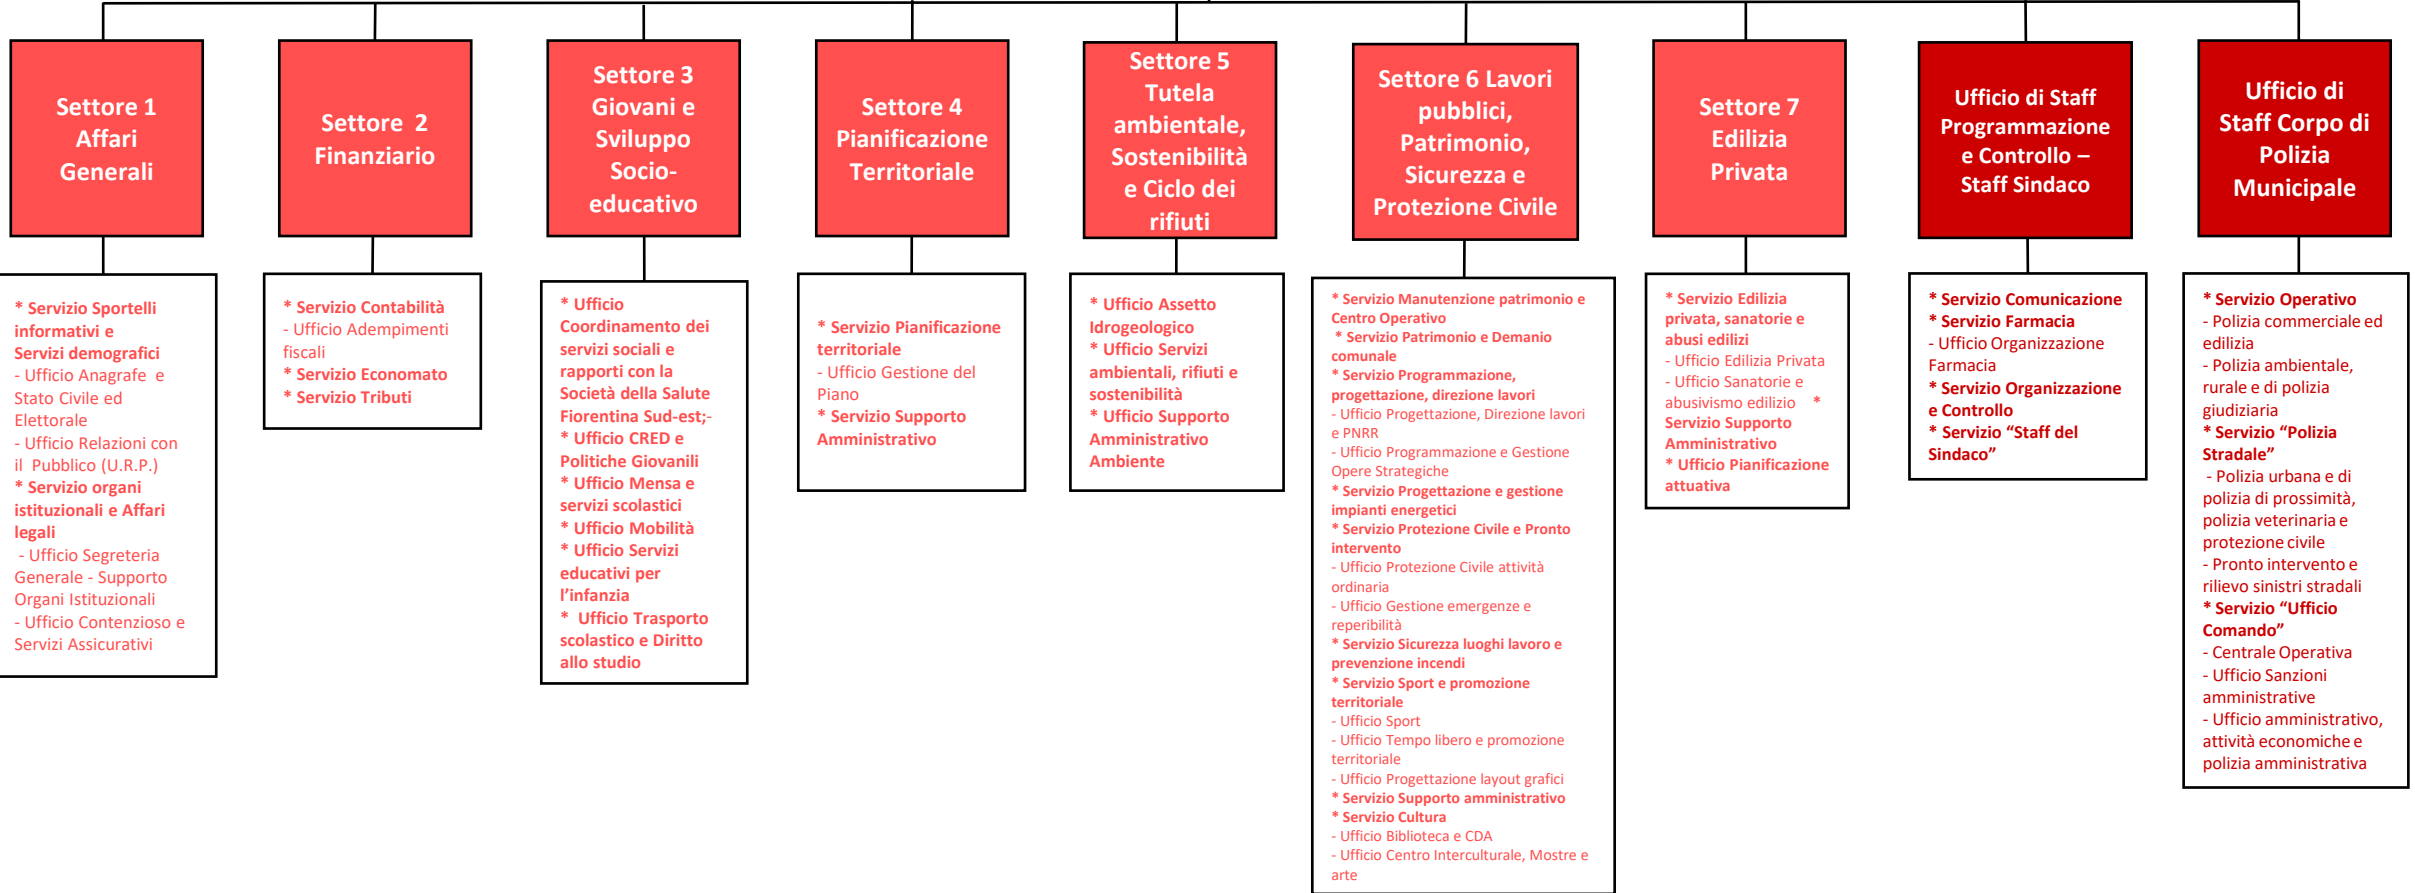 Settore 1
Affari
Generali
* Servizio Sportelli
informativi e
Servizi demografici
- Ufficio Anagrafe e
Stato Civile ed
Elettorale
- Ufficio Relazioni con
il Pubblico (U.R.P.)
* Servizio organi
istituzionali e Affari
legali
- Ufficio Segreteria
Generale - Supporto
Organi Istituzionali
- Ufficio Contenzioso e
Servizi Assicurativi
Settore 2
Finanziario
* Servizio Contabilità
- Ufficio Adempimenti
fiscali
* Servizio Economato
* Servizio Tributi
Settore 3
Giovani e
Sviluppo
Socio-
educativo
* Ufficio
Coordinamento dei
servizi sociali e
rapporti con la
Società della Salute
Fiorentina Sud-est;-
* Ufficio CRED e
Politiche Giovanili
* Ufficio Mensa e
servizi scolastici
* Ufficio Mobilità
* Ufficio Servizi
educativi per
l’infanzia
* Ufficio Trasporto
scolastico e Diritto
allo studio
Settore 4
Pianificazione
Territoriale
* Servizio Pianificazione
territoriale
- Ufficio Gestione del
Piano
* Servizio Supporto
Amministrativo
Settore 5
Tutela
ambientale,
Sostenibilità
e Ciclo dei
rifiuti
* Ufficio Assetto
Idrogeologico
* Ufficio Servizi
ambientali, rifiuti e
sostenibilità
* Ufficio Supporto
Amministrativo
Ambiente
Settore 6 Lavori
pubblici,
Patrimonio,
Sicurezza e
Protezione Civile
* Servizio Manutenzione patrimonio e
Centro Operativo
* Servizio Patrimonio e Demanio
comunale
* Servizio Programmazione,
progettazione, direzione lavori
- Ufficio Progettazione, Direzione lavori
e PNRR
- Ufficio Programmazione e Gestione
Opere Strategiche
* Servizio Progettazione e gestione
impianti energetici
* Servizio Protezione Civile e Pronto
intervento
- Ufficio Protezione Civile attività
ordinaria
- Ufficio Gestione emergenze e
reperibilità
* Servizio Sicurezza luoghi lavoro e
prevenzione incendi
* Servizio Sport e promozione
territoriale
- Ufficio Sport
- Ufficio Tempo libero e promozione
territoriale
- Ufficio Progettazione layout grafici
* Servizio Supporto amministrativo
* Servizio Cultura
- Ufficio Biblioteca e CDA
- Ufficio Centro Interculturale, Mostre e
arte
Settore 7
Edilizia
Privata
* Servizio Edilizia
privata, sanatorie e
abusi edilizi
- Ufficio Edilizia Privata
- Ufficio Sanatorie e
abusivismo edilizio *
Servizio Supporto
Amministrativo
* Ufficio Pianificazione
attuativa
Ufficio di Staff
Programmazione
e Controllo –
Staff Sindaco
* Servizio Comunicazione
* Servizio Farmacia
- Ufficio Organizzazione
Farmacia
* Servizio Organizzazione
e Controllo
* Servizio “Staff del
Sindaco”
Ufficio di
Staff Corpo di
Polizia
Municipale
* Servizio Operativo
- Polizia commerciale ed
edilizia
- Polizia ambientale,
rurale e di polizia
giudiziaria
* Servizio “Polizia
Stradale”
- Polizia urbana e di
polizia di prossimità,
polizia veterinaria e
protezione civile
- Pronto intervento e
rilievo sinistri stradali
* Servizio “Ufficio
Comando”
- Centrale Operativa
- Ufficio Sanzioni
amministrative
- Ufficio amministrativo,
attività economiche e
polizia amministrativa